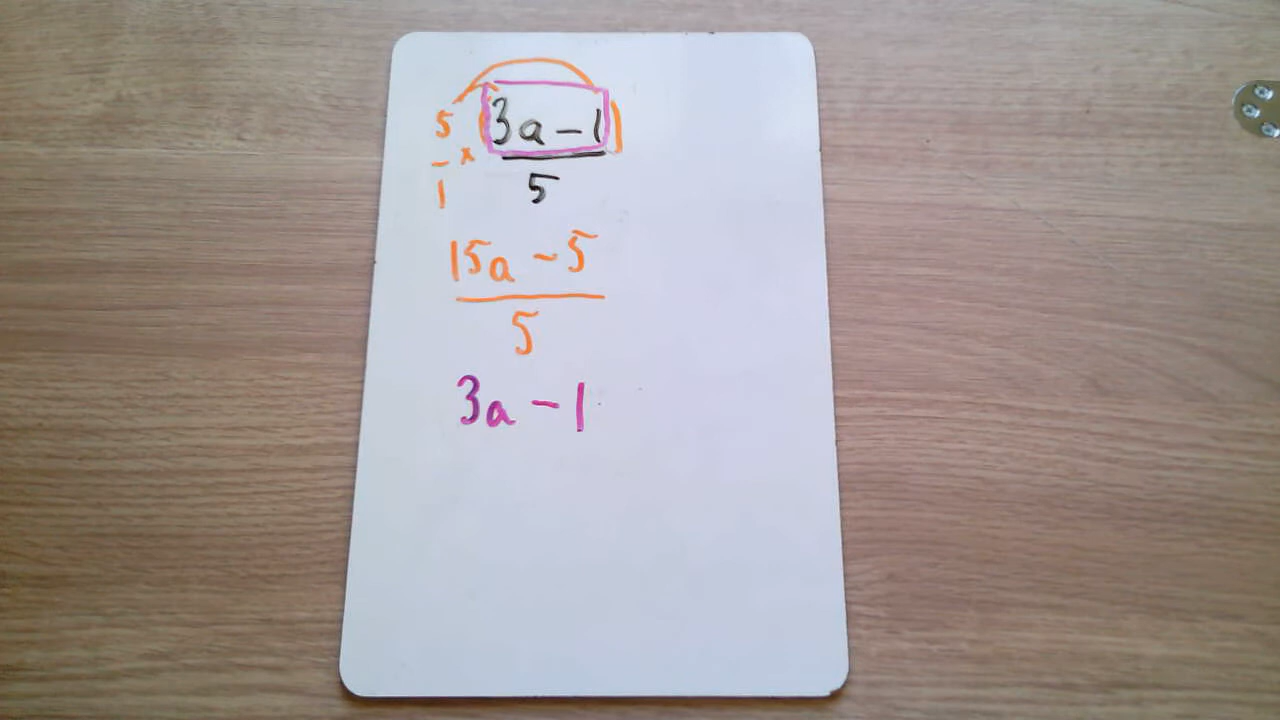 5/1 × (3a - 1)/5
(15a - 5)/5
3a - 1